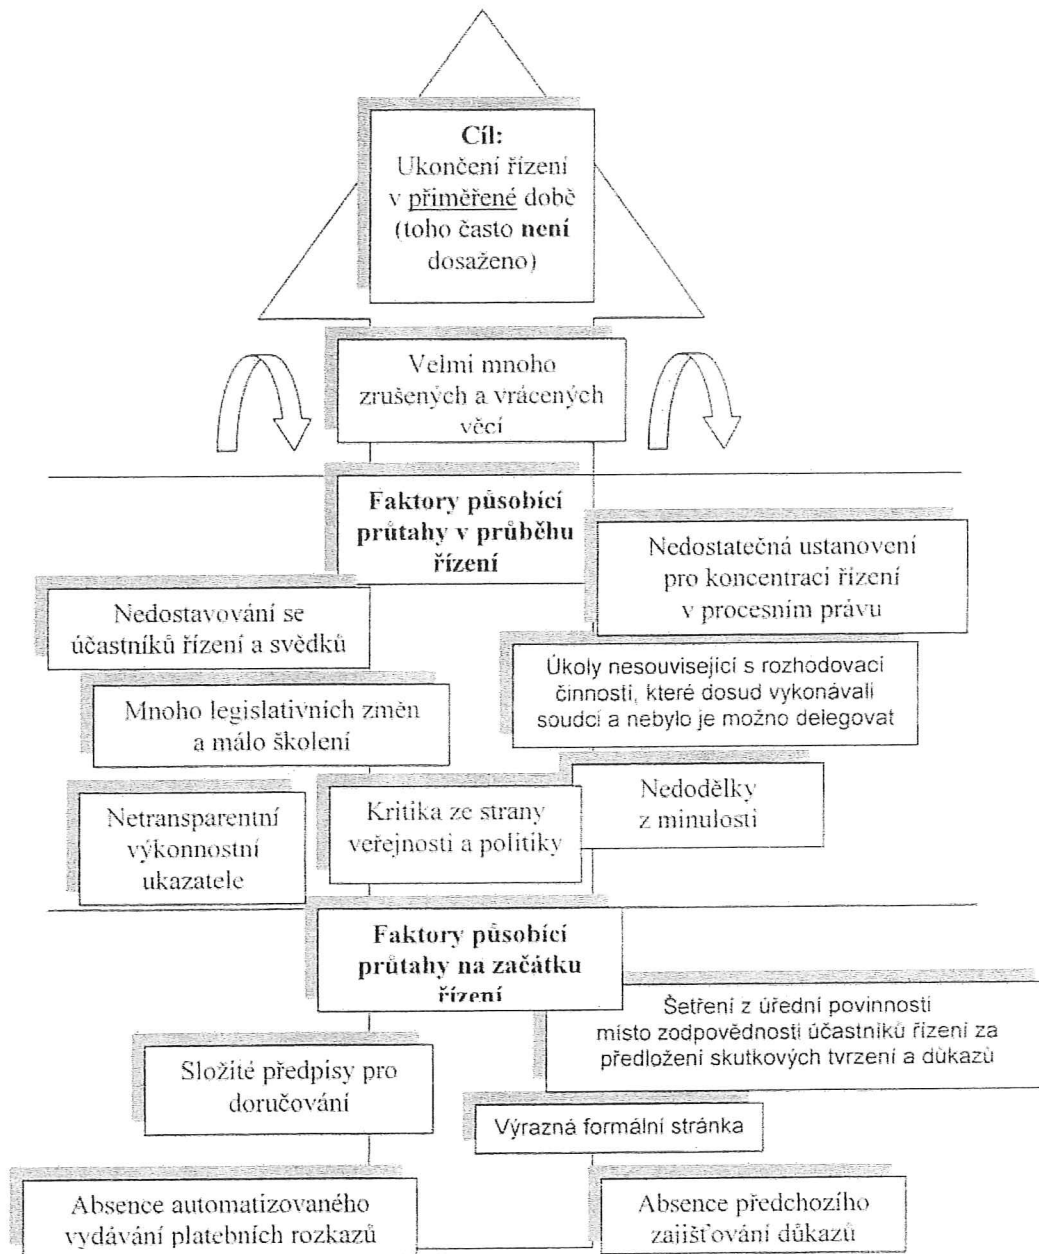 Cíl:
Ukončení řízení
v přiměřené době
(toho často není
dosaženo)
Velmi mnoho
zrušených a vrácených
věcí
Faktory působící
průtahy v průběhu
řízení
Nedostatečná ustanovení
pro koncentraci řízení
v procesním právu
Nedostavování se
účastníků řízení a svědků
Úkoly nesouvisející s rozhodovací
činností, které dosud vykonávali
soudci a nebylo je možno delegovat
Mnoho legislativních změn
a málo školení
Nedodělky
z minulosti
Netransparentní
výkonnostní
ukazatele
Kritika ze strany
veřejnosti a politiky
Faktory působící
průtahy na začátku
řízení
Šetření z úřední povinnosti
místo zodpovědnosti účastníků řízení za
předložení skutkových tvrzení a důkazů
Složité předpisy pro
doručování
Výrazná formální stránka
Absence automatizovaného
vydávání platebních rozkazů
Absence předchozího
zajišťování důkazů